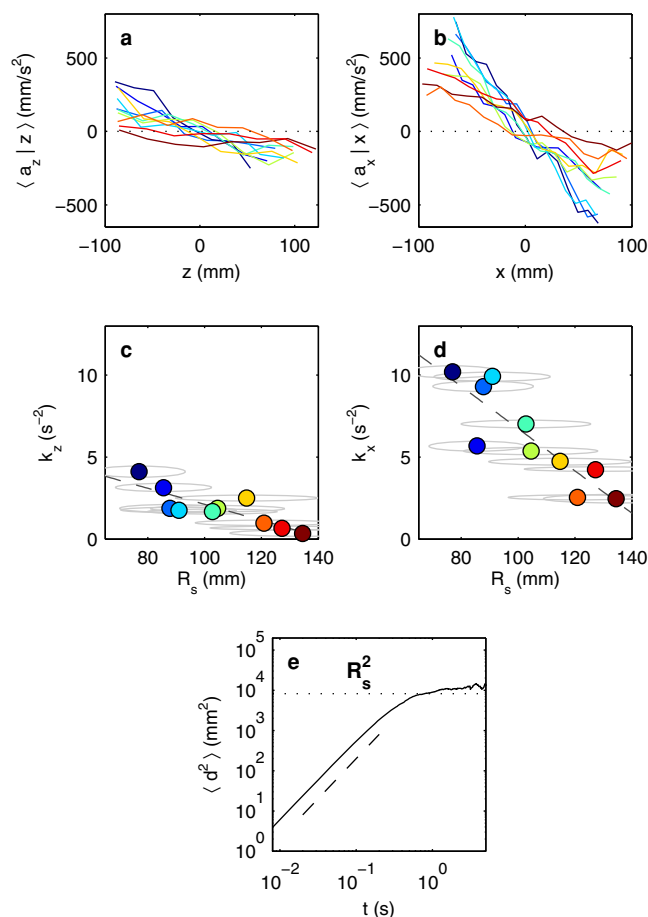 a
b
500
0
−500
⟨ a_z | z ⟩ (mm/s²)
−100
0
100
z (mm)
500
0
−500
⟨ a_x | x ⟩ (mm/s²)
−100
−50
0
50
100
x (mm)
c
d
10
5
0
k_z (s⁻²)
80
100
120
140
R_s (mm)
10
5
0
k_x (s⁻²)
80
100
120
140
R_s (mm)
e
R_s²
10⁵
10⁴
10³
10²
10¹
10⁰
⟨ d² ⟩ (mm²)
10⁻²
10⁻¹
10⁰
t (s)